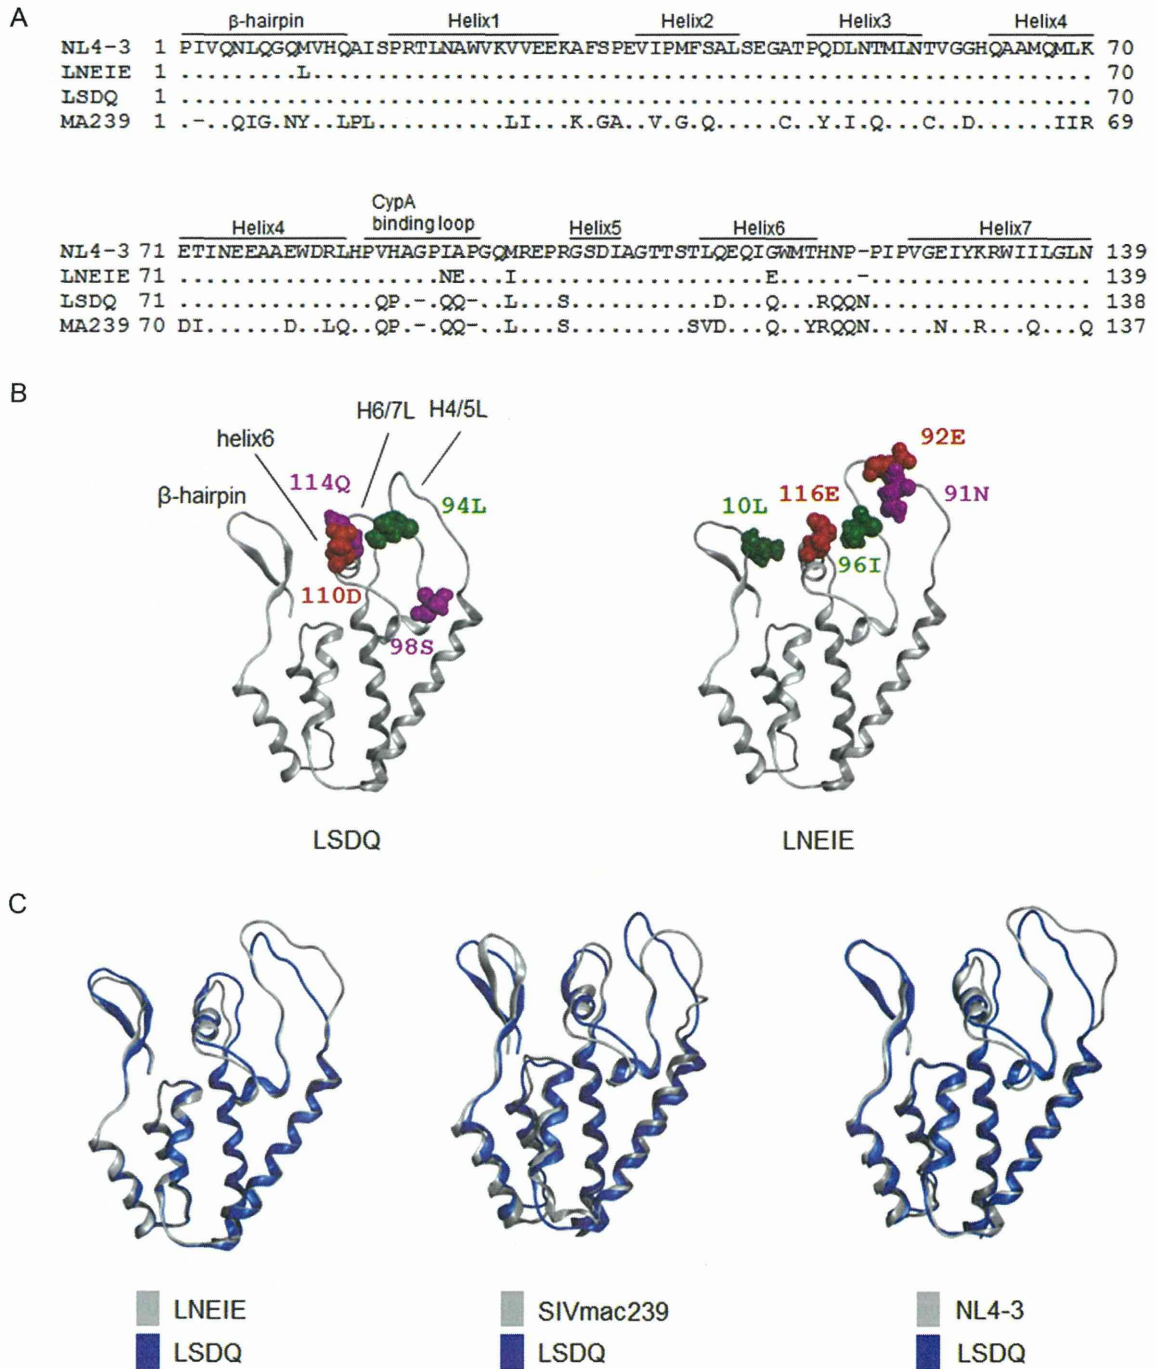 A
β-hairpin Helix1 Helix2 Helix3 Helix4
NL4-3 1 PIVQNLQGQMVHQAISPRTLNAWVKVVEEKAFSPEVIPMFSALSEGATPQDLNTMLNTVGGHQAAMQMLK 70
LNEIE 1 .........L............................................................ 70
LSDQ 1 ...................................................................... 70
MA239 1 .-..QIG.NY..LPL..........LI...K.GA..V.G.Q.....C..Y.I.Q...C..D......IIR 69
Helix4 CypA binding loop Helix5 Helix6 Helix7
NL4-3 71 ETINEEAAEWDRLHPVHAGPIAPGQMREPRGSDIAGTTSTLQEQIGWMTHNP-PIPVGEIYKRWIILGLN 139
LNEIE 71 ....................NE...I...................E......-................. 139
LSDQ 71 ...............QP.-.QQ-..L...S...........D...Q...RQQN................. 138
MA239 70 DI......D..LQ..QP.-.QQ-..L...S.........SVD...Q..YRQQN.....N..R...Q...Q 137
B
H6/7L H4/5L
helix6
β-hairpin
114Q
94L
110D
98S
LSDQ
92E
10L 116E 91N
96I
LNEIE
C
LNEIE
LSDQ
SIVmac239
LSDQ
NL4-3
LSDQ